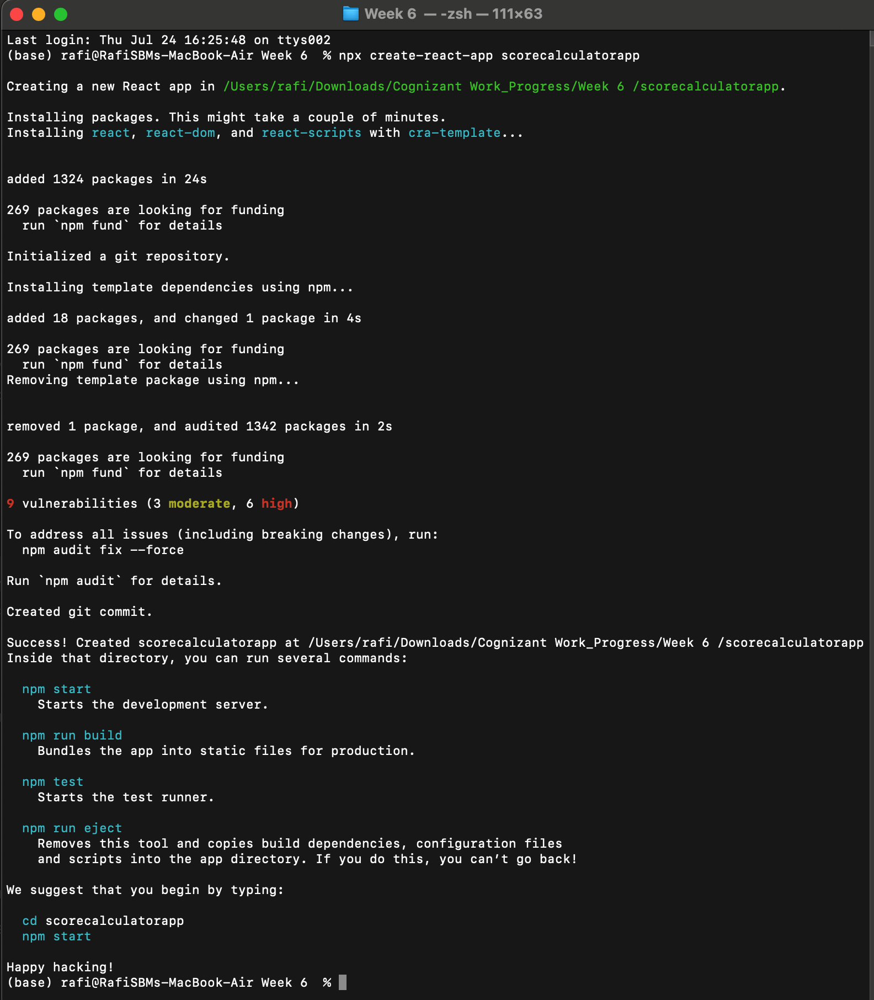 Week 6 — -zsh — 111×63
Last login: Thu Jul 24 16:25:48 on ttys002
(base) rafi@RafiSBMs-MacBook-Air Week 6  % npx create-react-app scorecalculatorapp
Creating a new React app in /Users/rafi/Downloads/Cognizant Work_Progress/Week 6 /scorecalculatorapp.
Installing packages. This might take a couple of minutes.
Installing react, react-dom, and react-scripts with cra-template...
added 1324 packages in 24s
269 packages are looking for funding
  run `npm fund` for details
Initialized a git repository.
Installing template dependencies using npm...
added 18 packages, and changed 1 package in 4s
269 packages are looking for funding
  run `npm fund` for details
Removing template package using npm...
removed 1 package, and audited 1342 packages in 2s
269 packages are looking for funding
  run `npm fund` for details
9 vulnerabilities (3 moderate, 6 high)
To address all issues (including breaking changes), run:
  npm audit fix --force
Run `npm audit` for details.
Created git commit.
Success! Created scorecalculatorapp at /Users/rafi/Downloads/Cognizant Work_Progress/Week 6 /scorecalculatorapp
Inside that directory, you can run several commands:
  npm start
    Starts the development server.
  npm run build
    Bundles the app into static files for production.
  npm test
    Starts the test runner.
  npm run eject
    Removes this tool and copies build dependencies, configuration files
    and scripts into the app directory. If you do this, you can’t go back!
We suggest that you begin by typing:
  cd scorecalculatorapp
  npm start
Happy hacking!
(base) rafi@RafiSBMs-MacBook-Air Week 6  %